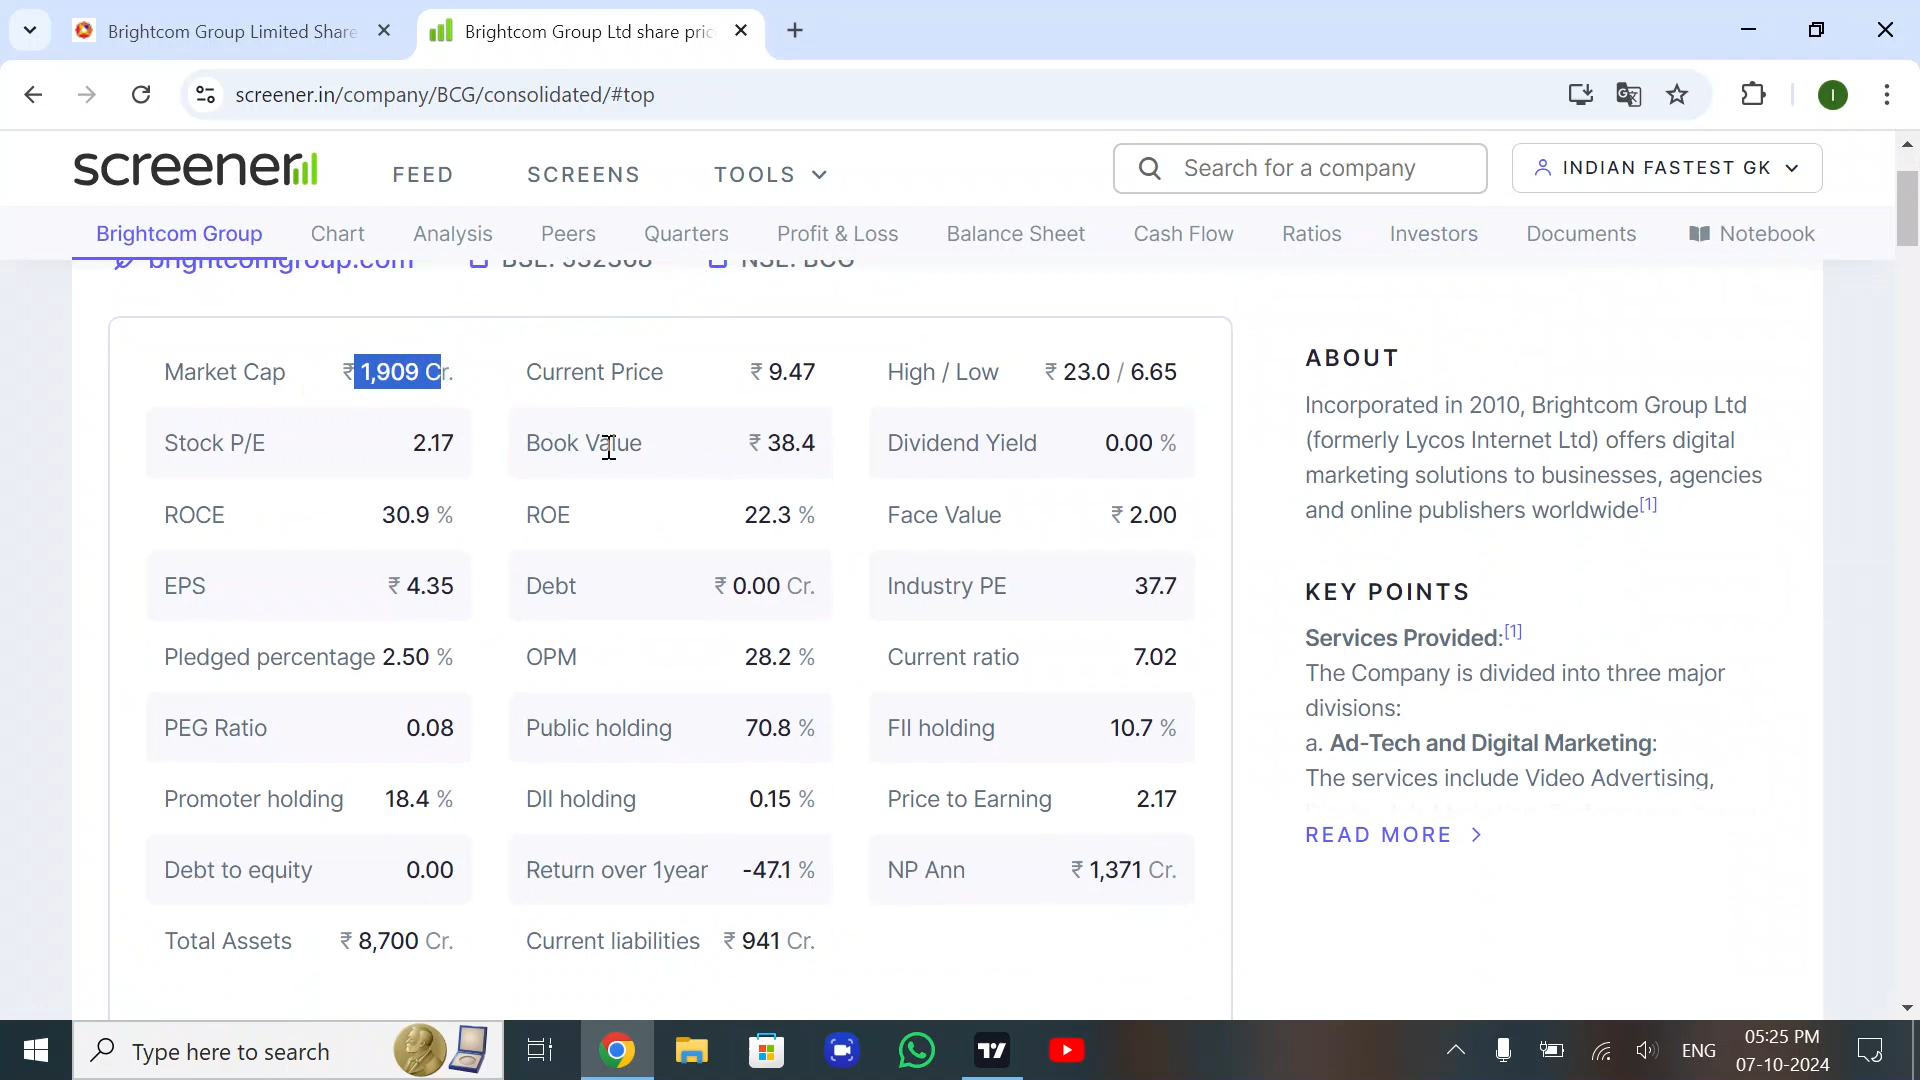 Brightcom Group Limited Share
Brightcom Group Ltd share pric
screener.in/company/BCG/consolidated/#top
I
screener
FEED
SCREENS
TOOLS
Search for a company
INDIAN FASTEST GK
Brightcom Group
Chart
Analysis
Peers
Quarters
Profit & Loss
Balance Sheet
Cash Flow
Ratios
Investors
Documents
Notebook
brightcomgroup.com
BSE: 532368
NSE: BCG
Market Cap ₹ 1,909 Cr.
Current Price ₹ 9.47
High / Low ₹ 23.0 / 6.65
Stock P/E 2.17
Book Value ₹ 38.4
Dividend Yield 0.00 %
ROCE 30.9 %
ROE 22.3 %
Face Value ₹ 2.00
EPS ₹ 4.35
Debt ₹ 0.00 Cr.
Industry PE 37.7
Pledged percentage 2.50 %
OPM 28.2 %
Current ratio 7.02
PEG Ratio 0.08
Public holding 70.8 %
FII holding 10.7 %
Promoter holding 18.4 %
DII holding 0.15 %
Price to Earning 2.17
Debt to equity 0.00
Return over 1year -47.1 %
NP Ann ₹ 1,371 Cr.
Total Assets ₹ 8,700 Cr.
Current liabilities ₹ 941 Cr.
ABOUT
Incorporated in 2010, Brightcom Group Ltd
(formerly Lycos Internet Ltd) offers digital
marketing solutions to businesses, agencies
and online publishers worldwide[1]
KEY POINTS
Services Provided:[1]
The Company is divided into three major
divisions:
a. Ad-Tech and Digital Marketing:
The services include Video Advertising,
READ MORE
Type here to search
ENG
05:25 PM
07-10-2024